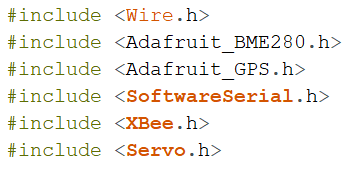 #include <Wire.h>
#include <Adafruit_BME280.h>
#include <Adafruit_GPS.h>
#include <SoftwareSerial.h>
#include <XBee.h>
#include <Servo.h>